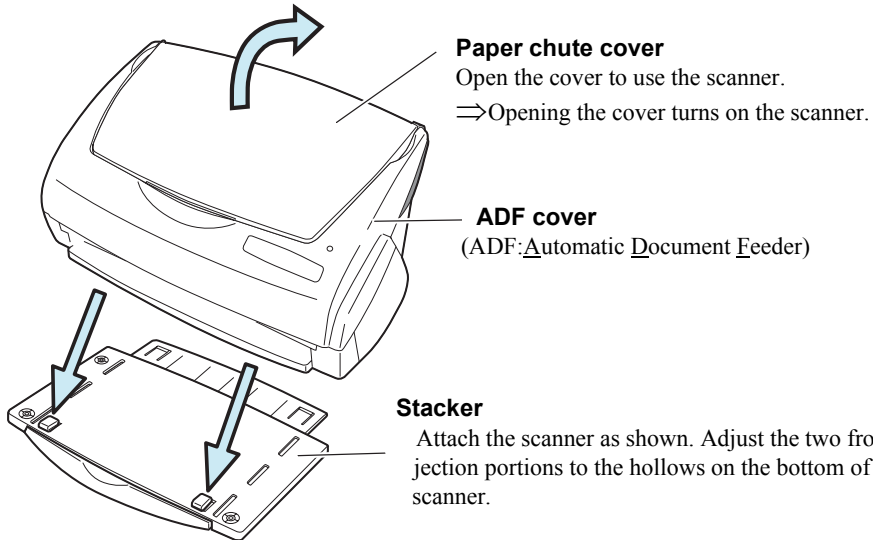 Paper chute cover
Open the cover to use the scanner.
⇒Opening the cover turns on the scanner.
ADF cover
(ADF:Automatic Document Feeder)
Stacker
Attach the scanner as shown. Adjust the two fro
jection portions to the hollows on the bottom of
scanner.